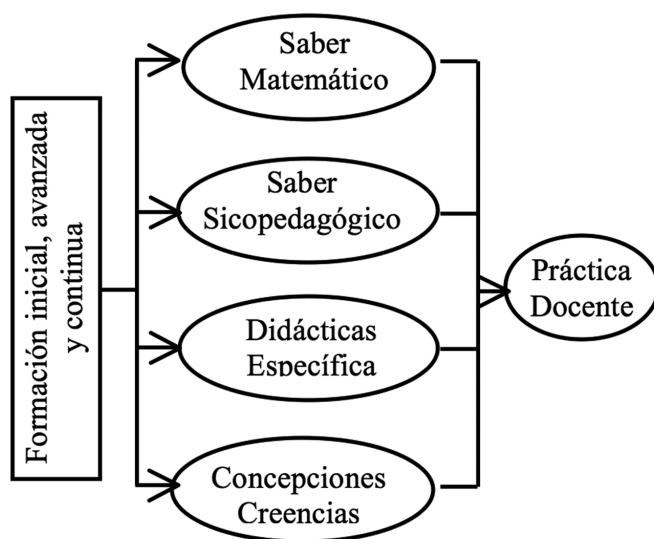 Formación inicial, avanzada
y continua
Saber
Matemático
Saber
Sicopedagógico
Didácticas
Específica
Concepciones
Creencias
Práctica
Docente